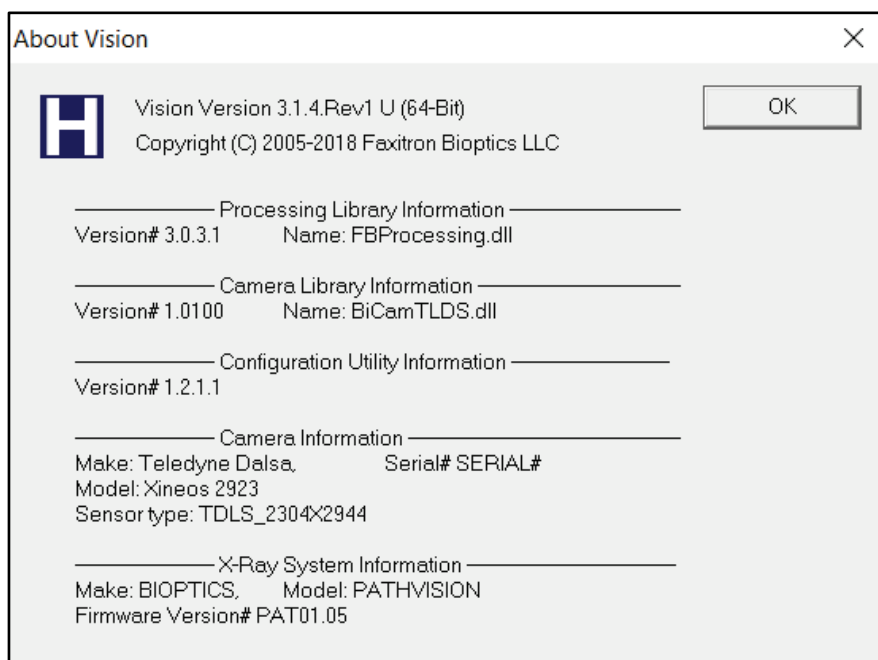 About Vision
Vision Version 3.1.4.Rev1 U (64-Bit)
OK
Copyright (C) 2005-2018 Faxitron Bioptics LLC
Processing Library Information
Version# 3.0.3.1 Name: FBProcessing.dll
Camera Library Information
Version# 1.0100 Name: BiCamTLDS.dll
Configuration Utility Information
Version# 1.2.1.1
Camera Information
Make: Teledyne Dalsa, Serial# SERIAL#
Model: Xineos 2923
Sensor type: TDLS_2304X2944
X-Ray System Information
Make: BIOPTICS, Model: PATHVISION
Firmware Version# PAT01.05